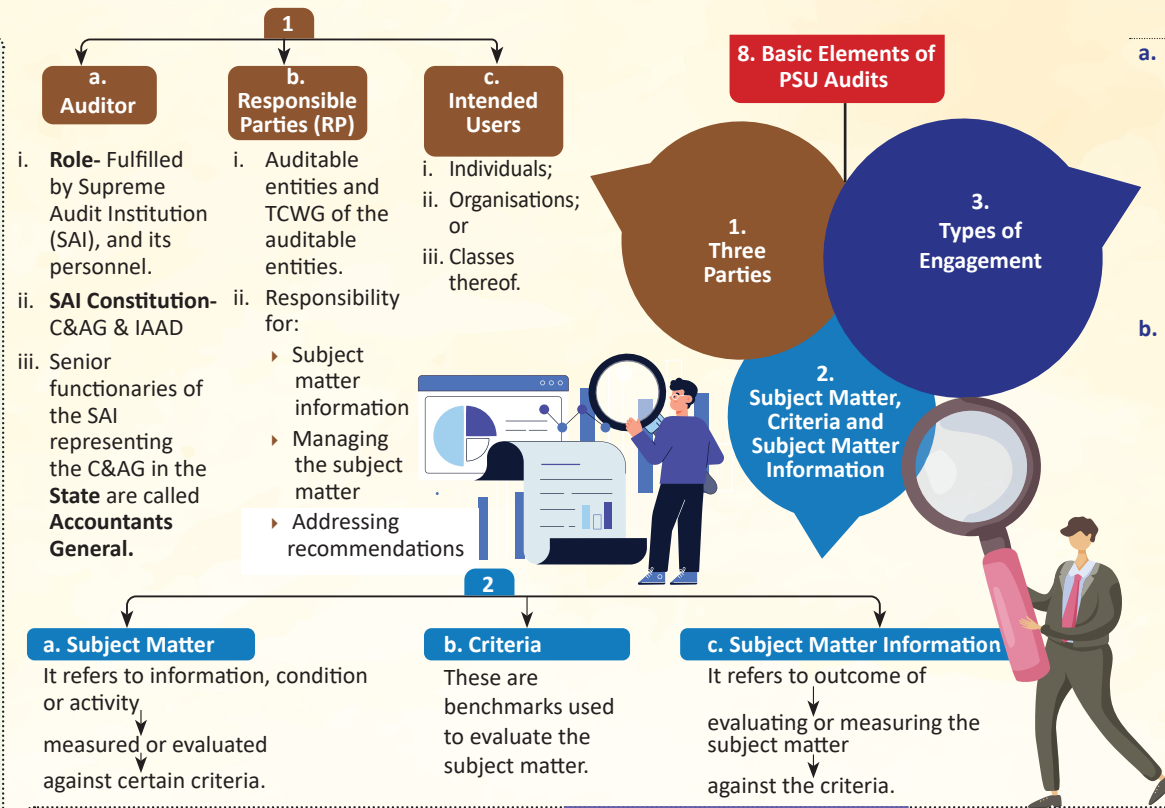 1
a.
Auditor
i. Role- Fulfilled
by Supreme
Audit Institution
(SAI), and its
personnel.
ii. SAI Constitution-
C&AG & IAAD
iii. Senior
functionaries of
the SAI
representing
the C&AG in the
State are called
Accountants
General.
b.
Responsible
Parties (RP)
i. Auditable
entities and
TCWG of the
auditable
entities.
ii. Responsibility
for:
Subject
matter
information
Managing
the subject
matter
Addressing
recommendations
c.
Intended
Users
i. Individuals;
ii. Organisations;
or
iii. Classes
thereof.
8. Basic Elements of
PSU Audits
1.
Three
Parties
3.
Types of
Engagement
2.
Subject Matter,
Criteria and
Subject Matter
Information
a.
b.
2
a. Subject Matter
It refers to information, condition
or activity
measured or evaluated
against certain criteria.
b. Criteria
These are
benchmarks used
to evaluate the
subject matter.
c. Subject Matter Information
It refers to outcome of
evaluating or measuring the
subject matter
against the criteria.